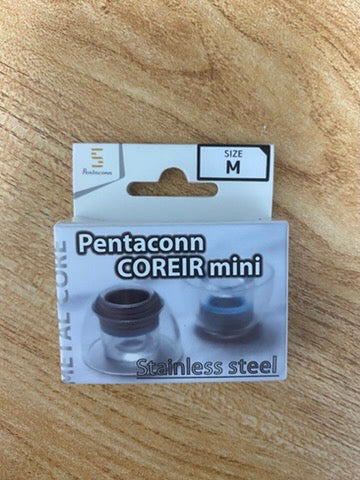 Pentaconn
SIZE
M
METAL CORE
Pentaconn
COREIR mini
Stainless steel